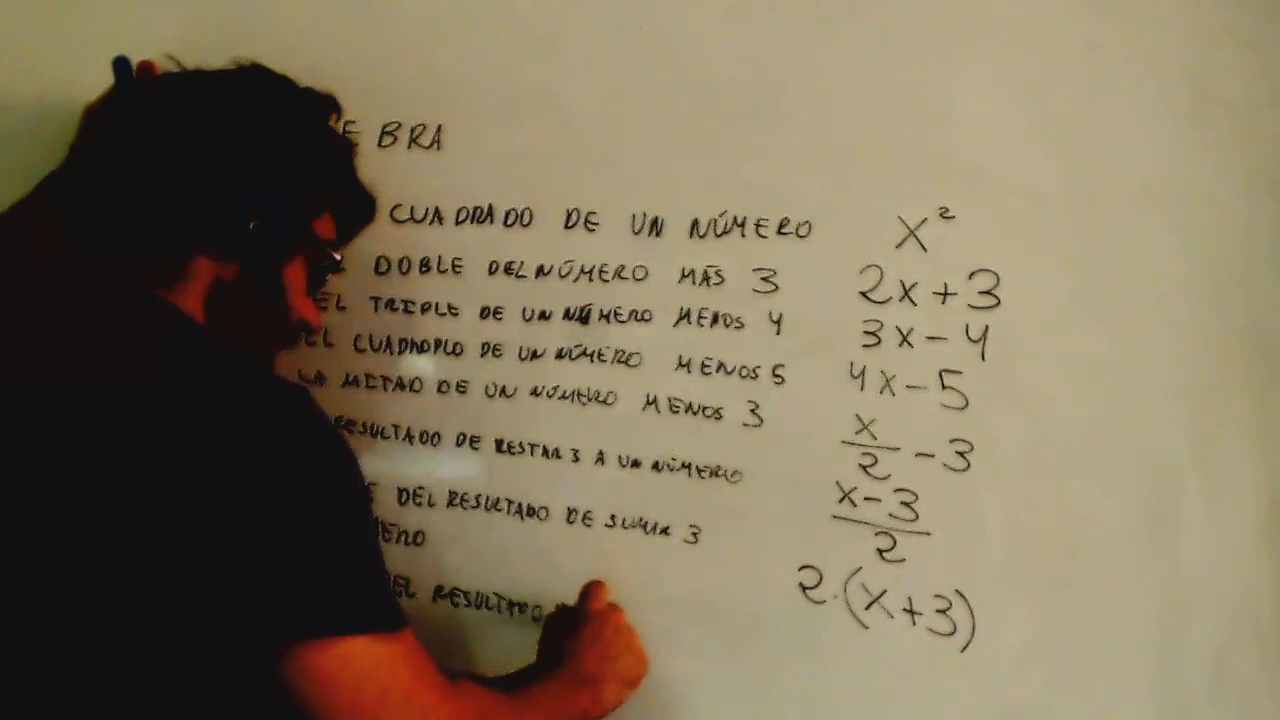 E BRA
CUADRADO DE UN NÚMERO x²
DOBLE DEL NÚMERO MÁS 3 2x+3
EL TRIPLE DE UN NÚMERO MENOS 4 3x-4
EL CUADRUPLO DE UN NÚMERO MENOS 5 4x-5
LA MITAD DE UN NÚMERO MENOS 3 x/2 - 3
RESULTADO DE RESTAR 3 A UN NÚMERO x-3/2
DEL RESULTADO DE SUMAR 3
2.(x+3)
EL RESULTADO